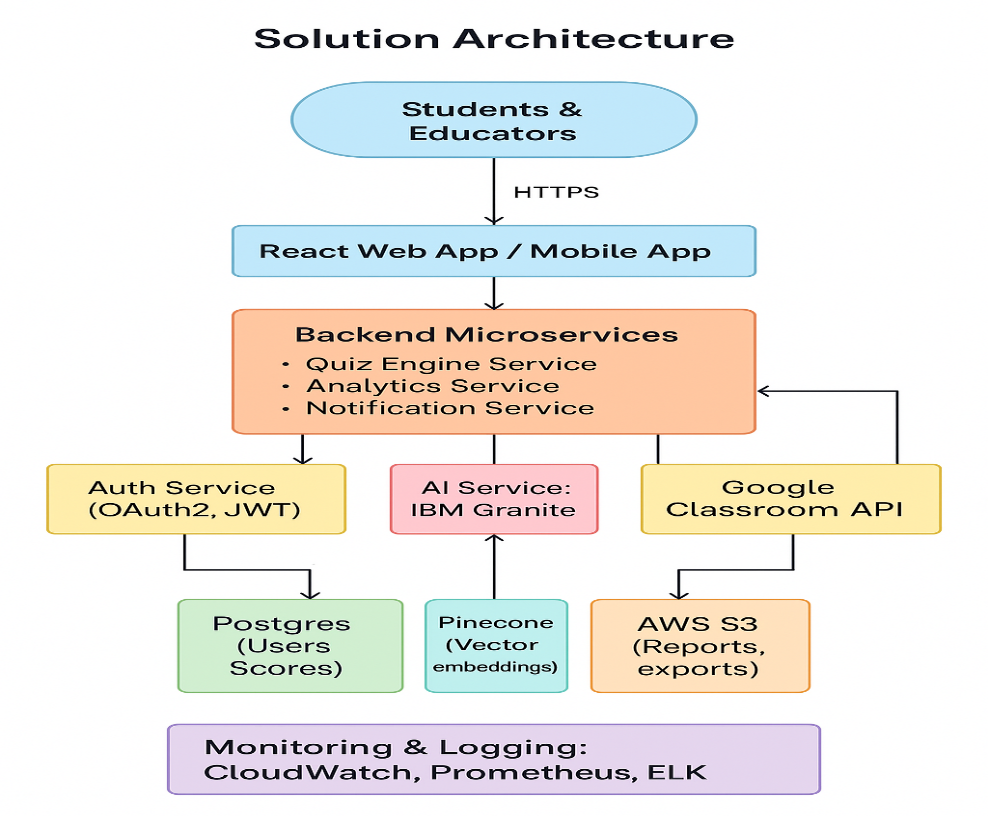 Solution Architecture
Students &
Educators
HTTPS
React Web App / Mobile App
Backend Microservices
• Quiz Engine Service
• Analytics Service
• Notification Service
Auth Service
(OAuth2, JWT)
AI Service:
IBM Granite
Google
Classroom API
Postgres
(Users
Scores)
Pinecone
(Vector
embeddings)
AWS S3
(Reports,
exports)
Monitoring & Logging:
CloudWatch, Prometheus, ELK